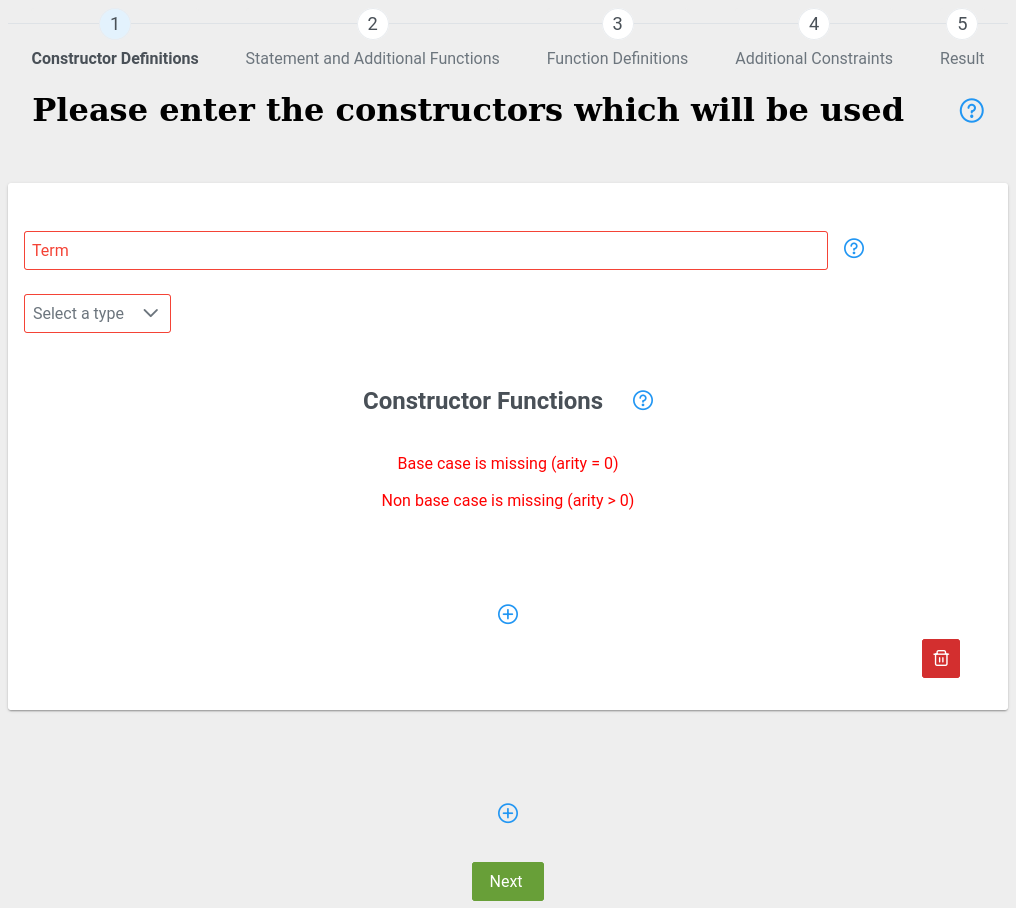 1
2
3
4
5
Constructor Definitions
Statement and Additional Functions
Function Definitions
Additional Constraints
Result
Please enter the constructors which will be used
Term
Select a type
Constructor Functions
Base case is missing (arity = 0)
Non base case is missing (arity > 0)
Next